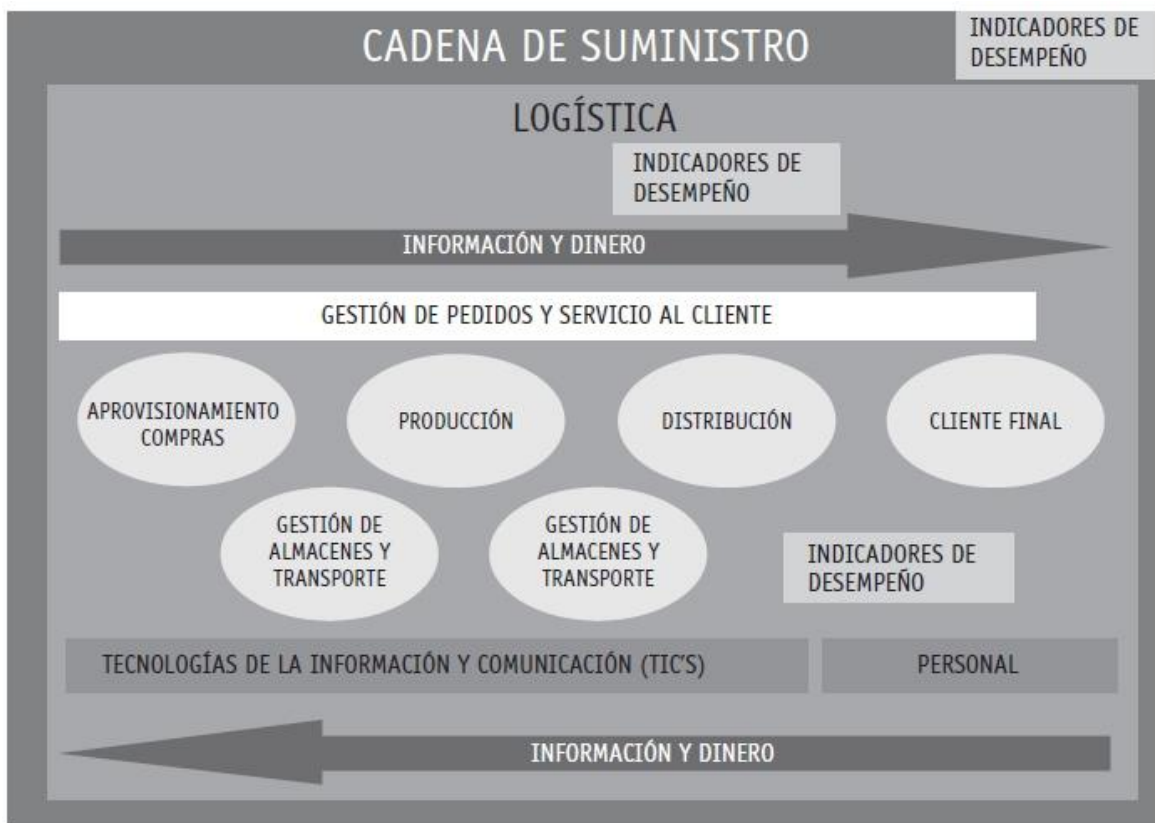 CADENA DE SUMINISTRO
INDICADORES DE
DESEMPEÑO
LOGÍSTICA
INDICADORES DE
DESEMPEÑO
INFORMACIÓN Y DINERO
GESTIÓN DE PEDIDOS Y SERVICIO AL CLIENTE
APROVISIONAMIENTO
COMPRAS
PRODUCCIÓN
DISTRIBUCIÓN
CLIENTE FINAL
GESTIÓN DE
ALMACENES Y
TRANSPORTE
GESTIÓN DE
ALMACENES Y
TRANSPORTE
INDICADORES DE
DESEMPEÑO
TECNOLOGÍAS DE LA INFORMACIÓN Y COMUNICACIÓN (TIC'S)
PERSONAL
INFORMACIÓN Y DINERO